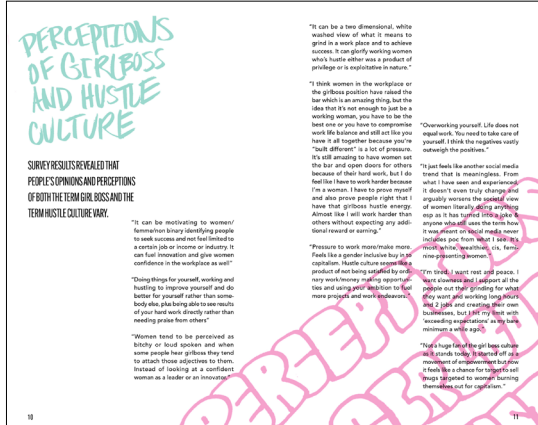 PERCEPTIONS
OF GIRLBOSS
AND HUSTLE
CULTURE
SURVEY RESULTS REVEALED THAT
PEOPLE'S OPINIONS AND PERCEPTIONS
OF BOTH THE TERM GIRL BOSS AND THE
TERM HUSTLE CULTURE VARY.
"It can be motivating to women/
femme/non binary identifying people
to seek success and not feel limited to
a certain job or income or industry. It
can fuel innovation and give women
confidence in the workplace as well"
"Doing things for yourself, working and
hustling to improve yourself and do
better for yourself rather than some-
body else, plus being able to see results
of your hard work directly rather than
needing praise from others"
"Women tend to be perceived as
bitchy or loud spoken and when
some people hear girlboss they tend
to attach those adjectives to them.
Instead of looking at a confident
woman as a leader or an innovator."
10
"It can be a two dimensional, white
washed view of what it means to
grind in a work place and to achieve
success. It can glorify working women
who's hustle either was a product of
privilege or is exploitative in nature."
"I think women in the workplace or
the girlboss position have raised the
bar which is an amazing thing, but the
idea that it's not enough to just be a
working woman, you have to be the
best one or you have to compromise
work life balance and still act like you
have it all together because you're
"built different" is a lot of pressure.
It's still amazing to have women set
the bar and open doors for others
because of their hard work, but I do
feel like I have to work harder because
I'm a woman. I have to prove myself
and also prove people right that I
have that girlboss hustle energy.
Almost like I will work harder than
others without expecting any addi-
tional reward or earning."
"Pressure to work more/make more.
Feels like a gender inclusive buy in to
capitalism. Hustle culture seems like a
product of not being satisfied by ordi-
nary work/money making opportuni-
ties and using your ambition to fuel
more projects and work endeavors."
"Overworking yourself. Life does not
equal work. You need to take care of
yourself. I think the negatives vastly
outweigh the positives."
"It just feels like another social media
trend that is meaningless. From
what I have seen and experienced,
it doesn't even truly change and
arguably worsens the societal view
of women literally doing anything
esp as it has turned into a joke &
anyone who still uses the term how
it was meant on social media never
includes poc from what I see. It's
most white, wealthier, cis, femi-
nine-presenting women."
"I'm tired. I want rest and peace. I
want slowness and I support all the
people out their grinding for what
they want and working long hours
and 2 jobs and creating their own
businesses, but I hit my limit with
'exceeding expectations' as my bare
minimum a while ago."
"Not a huge fan of the girl boss culture
as it stands today. It started off as a
movement of empowerment but now
it feels like a chance for target to sell
mugs targeted to women burning
themselves out for capitalism."
11
PERCEPTIONS